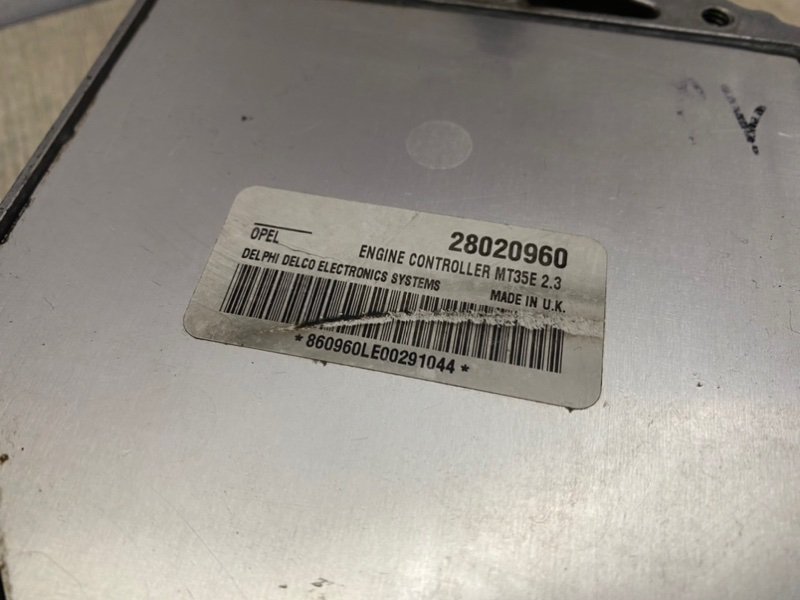 OPEL
28020960
ENGINE CONTROLLER MT35E 2.3
DELPHI DELCO ELECTRONICS SYSTEMS
MADE IN U.K.
*860960LE00291044*